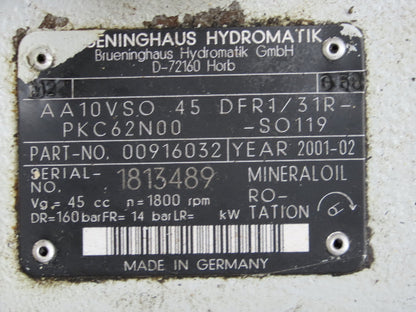 BRUENINGHAUS HYDROMATIK
Brueninghaus Hydromatik GmbH
D-72160 Horb
AA10VSO 45 DFR1/31R-
PKC62N00 -SO119
PART-NO. 00916032 YEAR 2001-02
SERIAL-NO. 1813489 MINERALOIL
Vg.= 45 cc n = 1800 rpm RO-
DR= 160 bar FR= 14 bar LR= kW TATION
MADE IN GERMANY